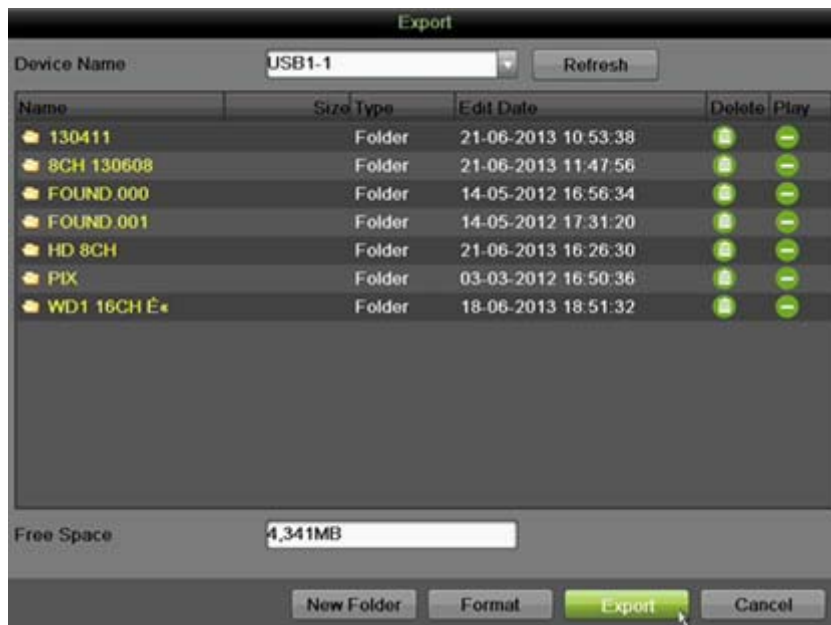 Export
Device Name USB1-1 Refresh
Name Size Type Edit Date Delete Play
130411 Folder 21-06-2013 10:53:38
8CH 130608 Folder 21-06-2013 11:47:56
FOUND.000 Folder 14-05-2012 16:56:34
FOUND.001 Folder 14-05-2012 17:31:20
HD 8CH Folder 21-06-2013 16:26:30
PIX Folder 03-03-2012 16:50:36
WD1 16CH È« Folder 18-06-2013 18:51:32
Free Space 4,341MB
New Folder Format Export Cancel